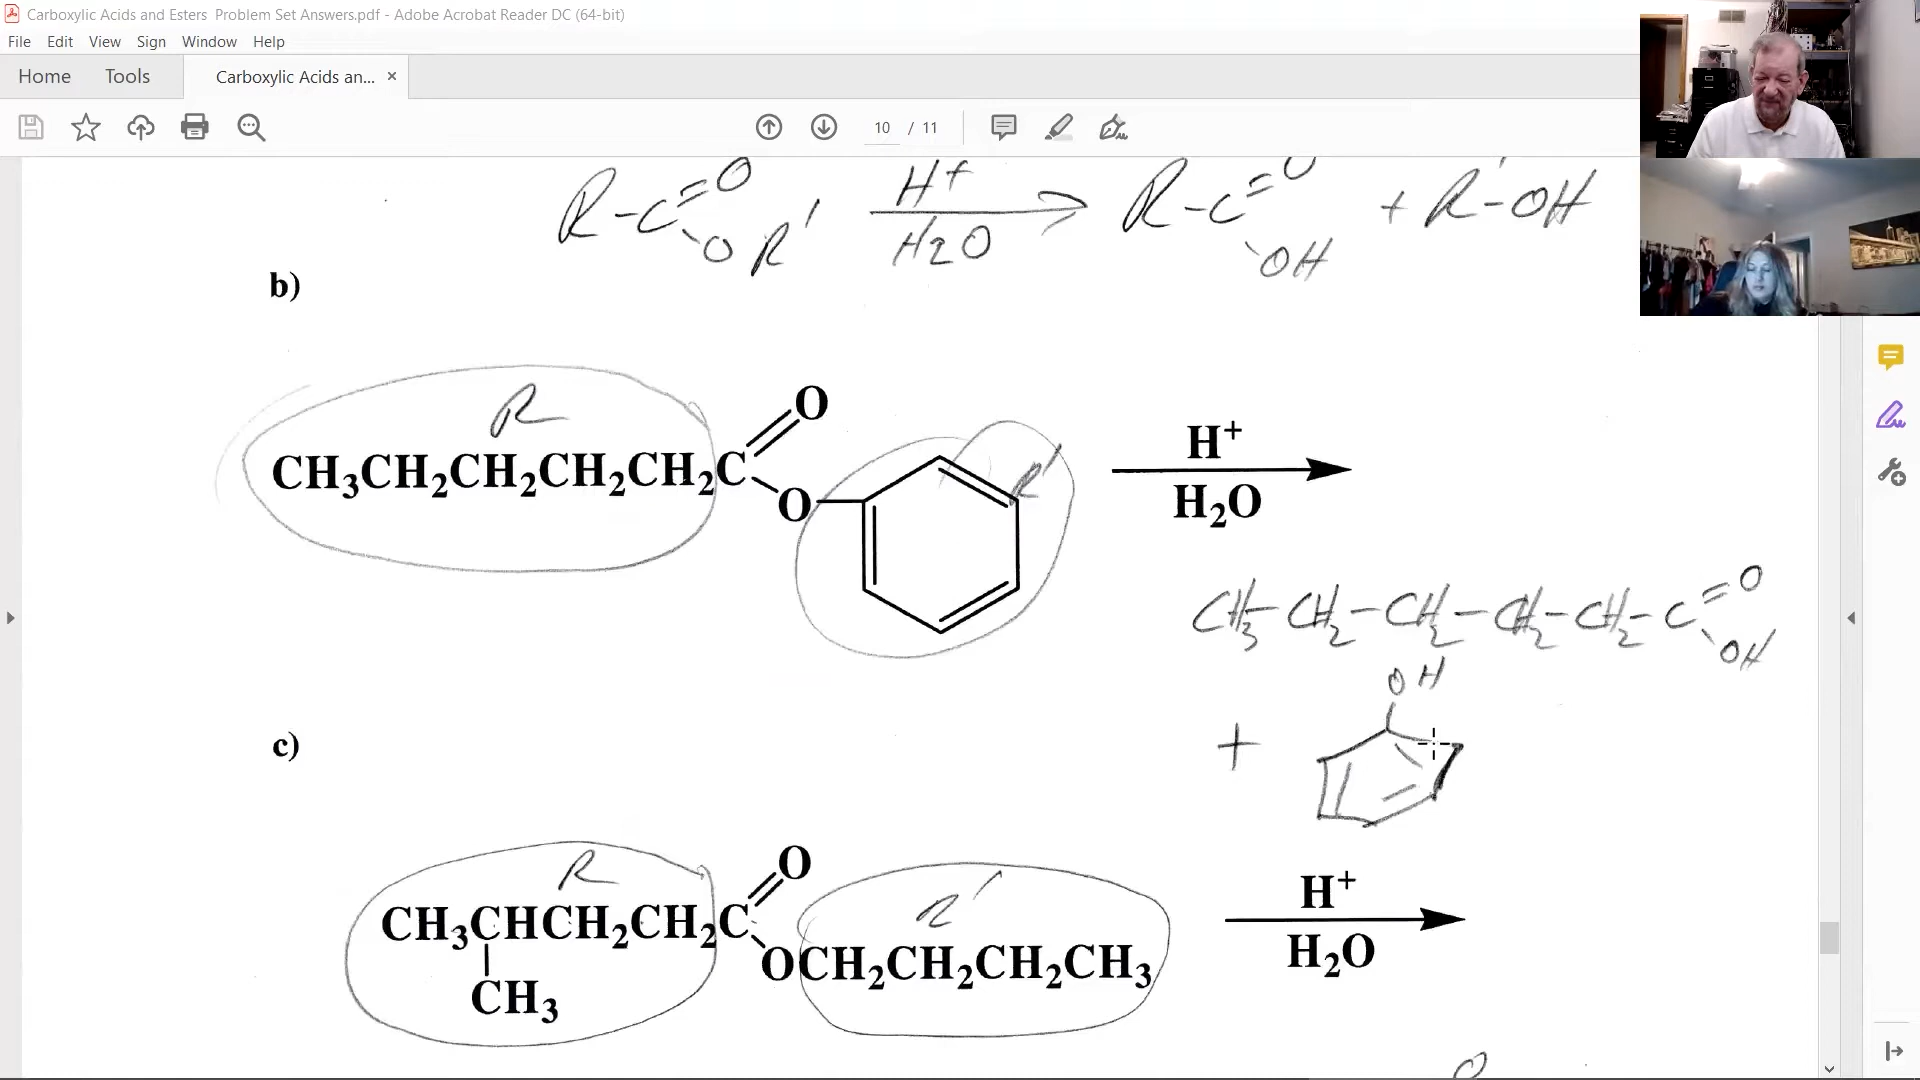 Carboxylic Acids and Esters Problem Set Answers.pdf - Adobe Acrobat Reader DC (64-bit)
File Edit View Sign Window Help
Home Tools Carboxylic Acids an... ×
10 / 11
R-C=O OR' H+ H2O R-C=O OH + R'-OH
b)
R
CH₃CH₂CH₂CH₂CH₂C O O R'
H⁺
H₂O
CH3-CH2-CH2-CH2-CH2-C=O OH
OH
+
c)
R
CH₃CHCH₂CH₂C O
R'
OCH₂CH₂CH₂CH₃
CH₃
H⁺
H₂O
O